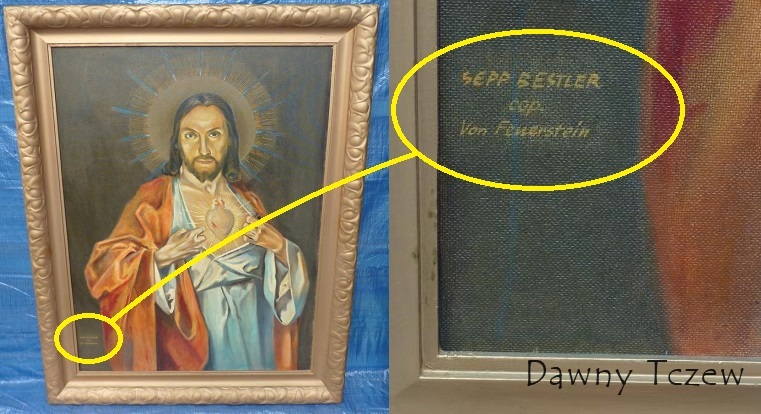 SEPP BESTLER
cop.
Von Feuerstein
Dawny Tczew